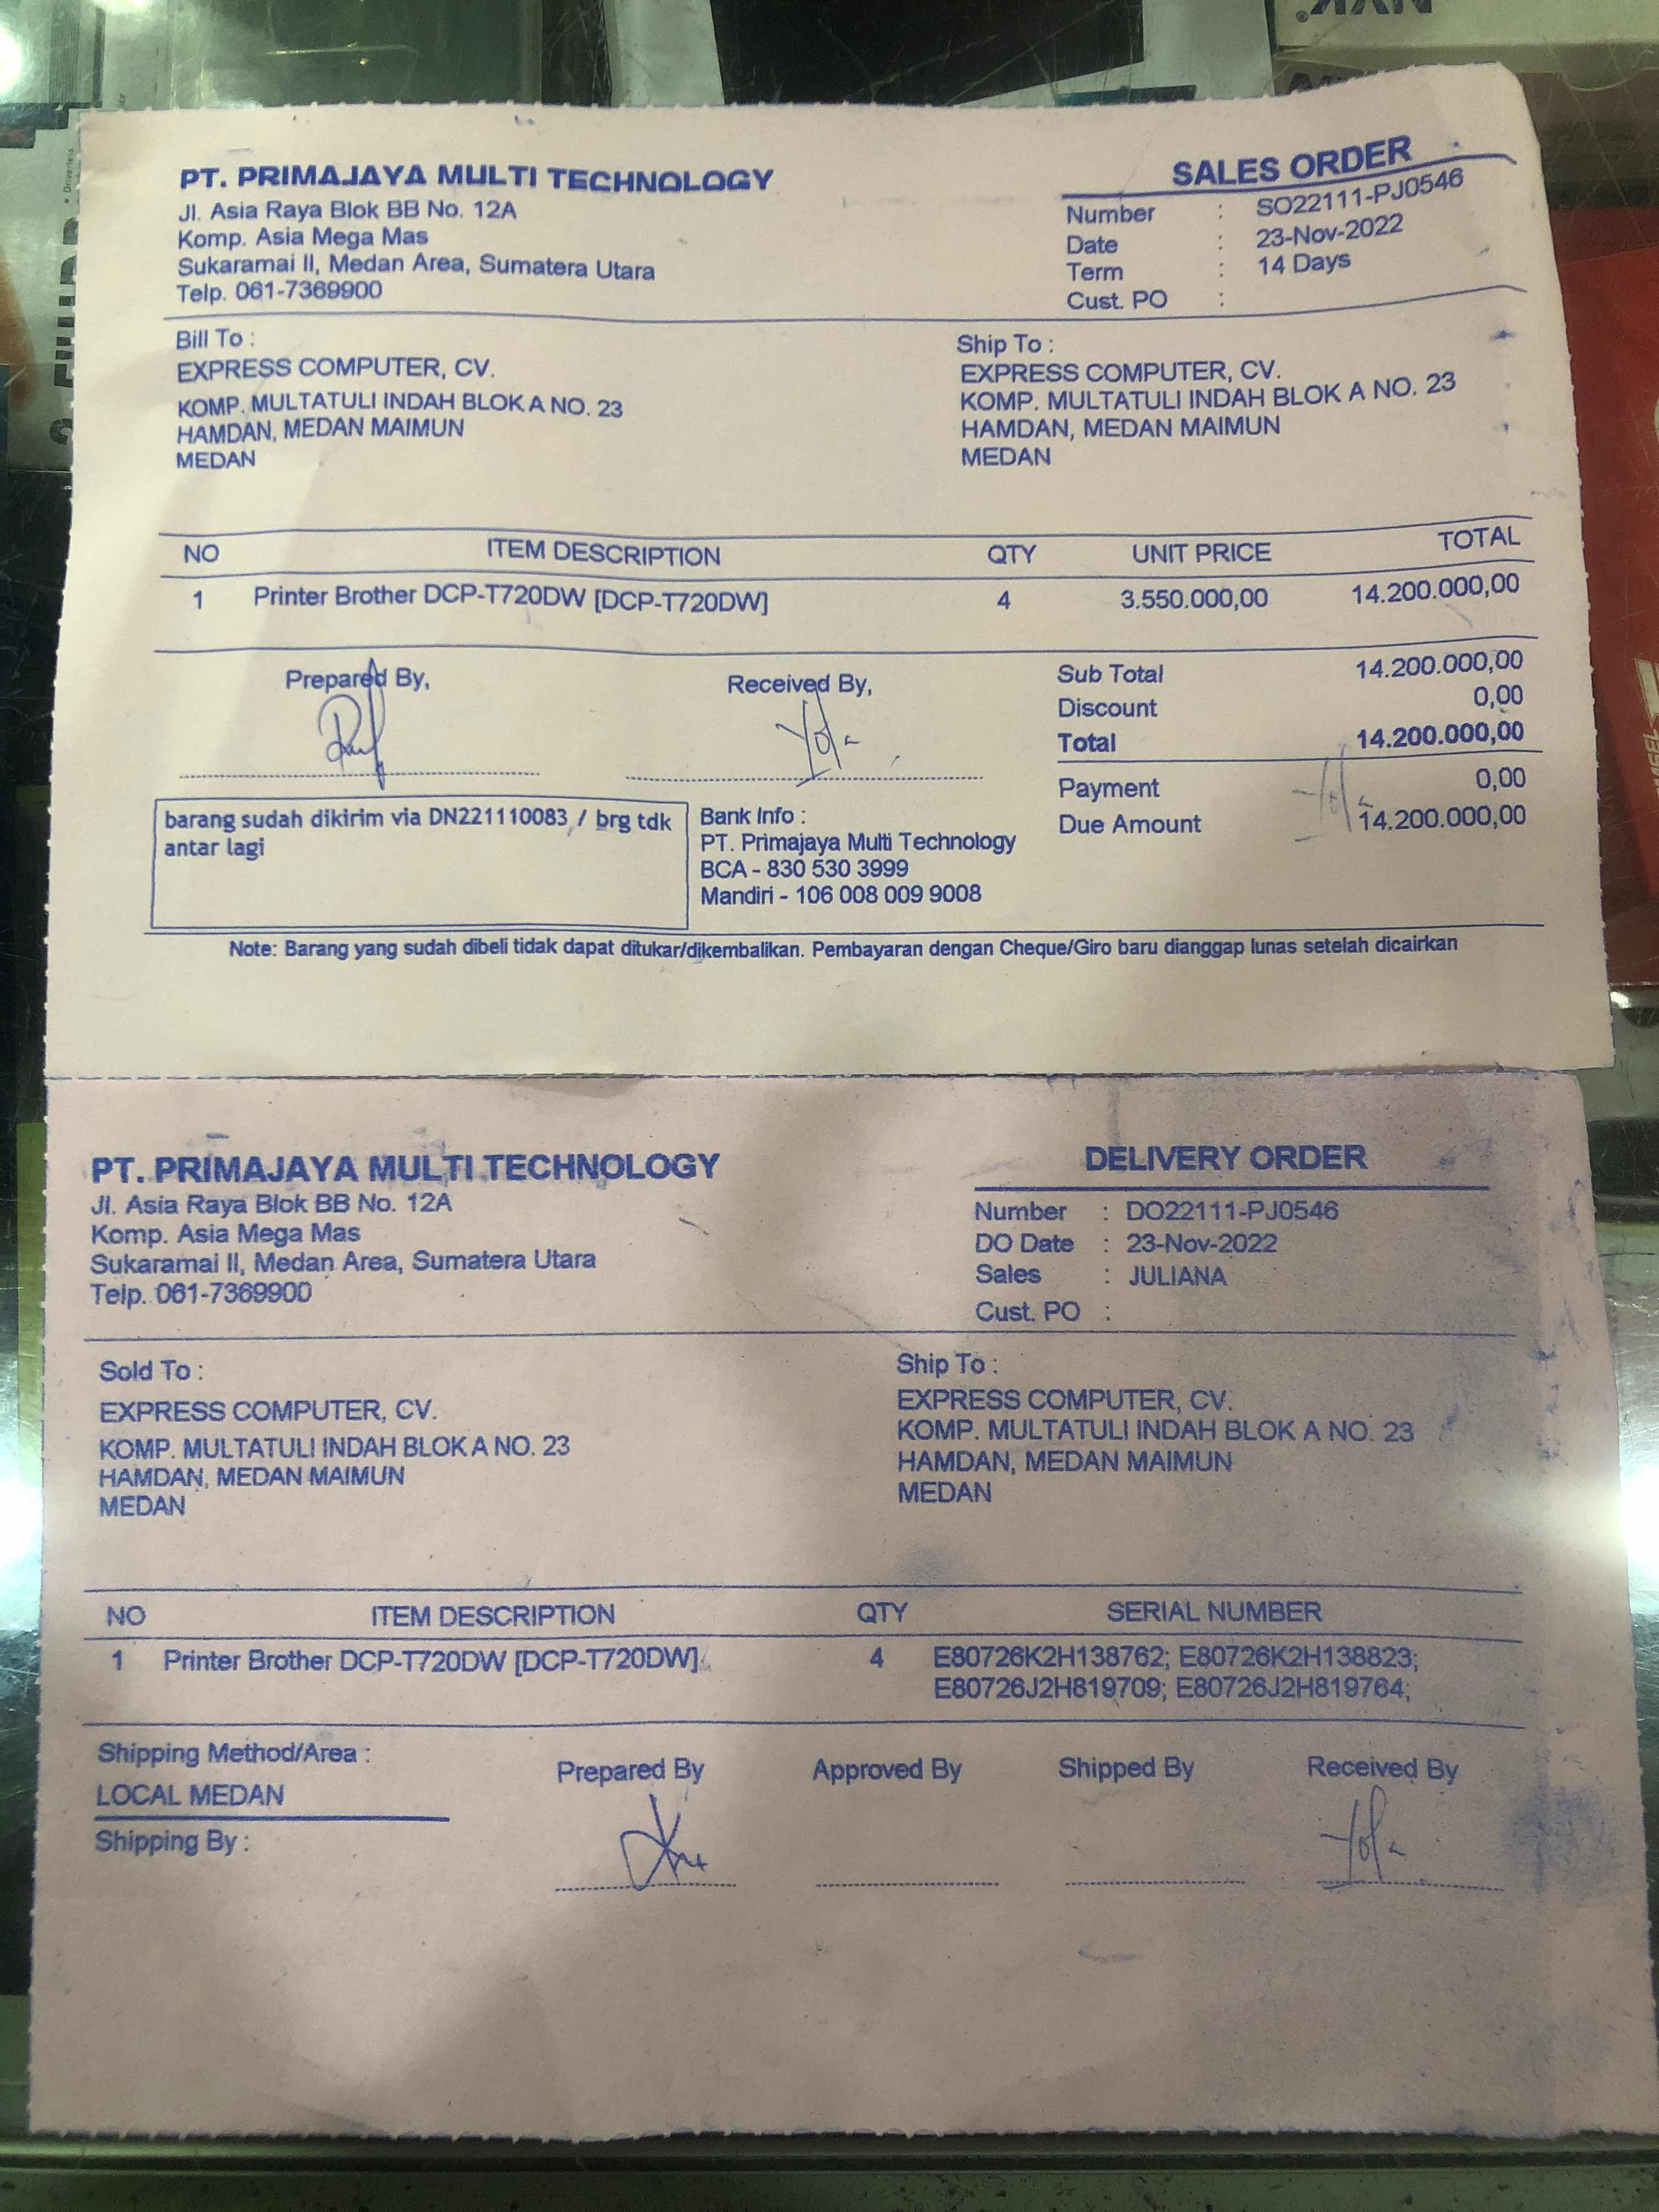 PT. PRIMAJAYA MULTI TECHNOLOGY
Jl. Asia Raya Blok BB No. 12A
Komp. Asia Mega Mas
Sukaramai II, Medan Area, Sumatera Utara
Telp. 061-7369900
SALES ORDER
Number : SO22111-PJ0546
Date : 23-Nov-2022
Term : 14 Days
Cust. PO :
Bill To :
EXPRESS COMPUTER, CV.
KOMP. MULTATULI INDAH BLOK A NO. 23
HAMDAN, MEDAN MAIMUN
MEDAN
Ship To :
EXPRESS COMPUTER, CV.
KOMP. MULTATULI INDAH BLOK A NO. 23
HAMDAN, MEDAN MAIMUN
MEDAN
NO ITEM DESCRIPTION QTY UNIT PRICE TOTAL
1 Printer Brother DCP-T720DW [DCP-T720DW] 4 3.550.000,00 14.200.000,00
Prepared By,
Received By,
Yola
Sub Total 14.200.000,00
Discount 0,00
Total 14.200.000,00
Payment 0,00
Due Amount 14.200.000,00
Yola
barang sudah dikirim via DN221110083 / brg tdk
antar lagi
Bank Info :
PT. Primajaya Multi Technology
BCA - 830 530 3999
Mandiri - 106 008 009 9008
Note: Barang yang sudah dibeli tidak dapat ditukar/dikembalikan. Pembayaran dengan Cheque/Giro baru dianggap lunas setelah dicairkan
PT. PRIMAJAYA MULTI TECHNOLOGY
Jl. Asia Raya Blok BB No. 12A
Komp. Asia Mega Mas
Sukaramai II, Medan Area, Sumatera Utara
Telp. 061-7369900
DELIVERY ORDER
Number : DO22111-PJ0546
DO Date : 23-Nov-2022
Sales : JULIANA
Cust. PO :
Sold To :
EXPRESS COMPUTER, CV.
KOMP. MULTATULI INDAH BLOK A NO. 23
HAMDAN, MEDAN MAIMUN
MEDAN
Ship To :
EXPRESS COMPUTER, CV.
KOMP. MULTATULI INDAH BLOK A NO. 23
HAMDAN, MEDAN MAIMUN
MEDAN
NO ITEM DESCRIPTION QTY SERIAL NUMBER
1 Printer Brother DCP-T720DW [DCP-T720DW] 4 E80726K2H138762; E80726K2H138823;
E80726J2H819709; E80726J2H819764;
Shipping Method/Area :
LOCAL MEDAN
Shipping By :
Prepared By
Approved By
Shipped By
Received By
Yola